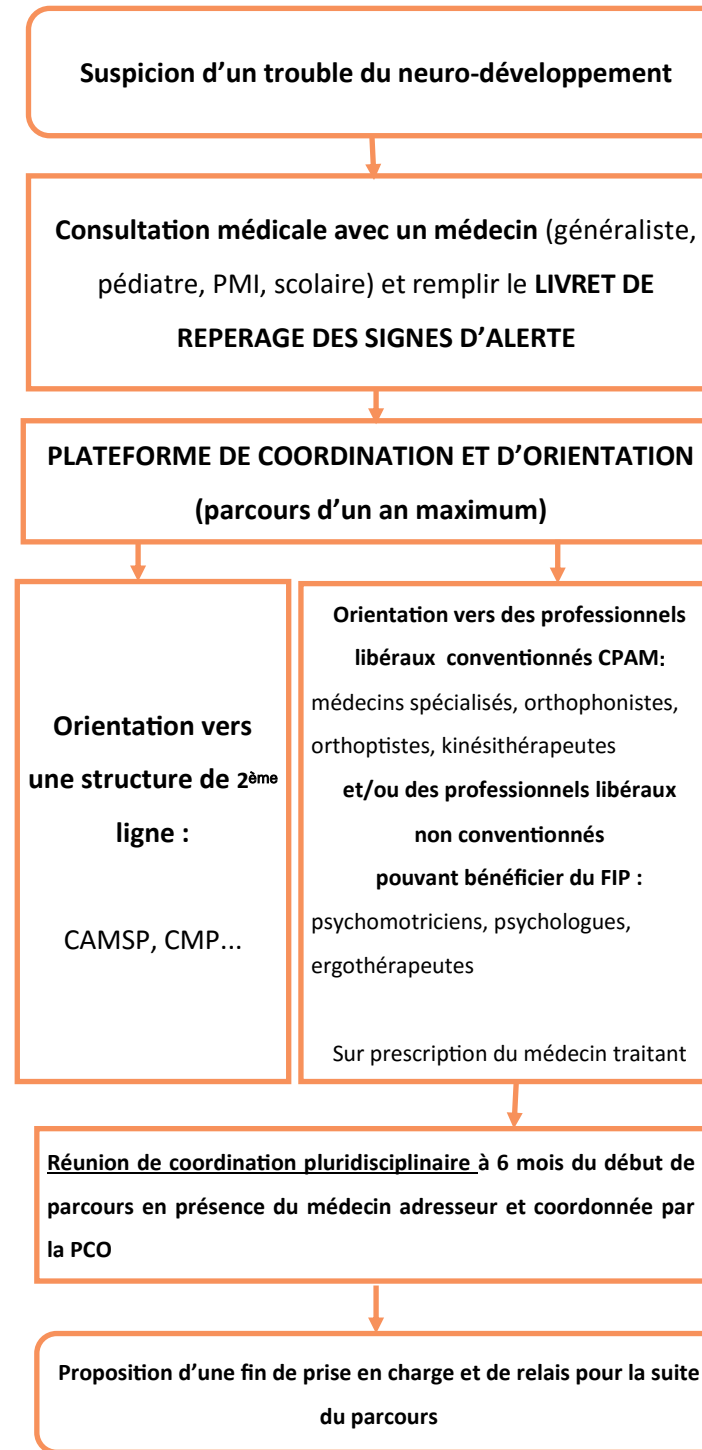 Suspicion d’un trouble du neuro-développement
Consultation médicale avec un médecin (généraliste,
pédiatre, PMI, scolaire) et remplir le LIVRET DE
REPERAGE DES SIGNES D’ALERTE
PLATEFORME DE COORDINATION ET D’ORIENTATION
(parcours d’un an maximum)
Orientation vers
une structure de 2ème
ligne :
CAMSP, CMP...
Orientation vers des professionnels
libéraux conventionnés CPAM:
médecins spécialisés, orthophonistes,
orthoptistes, kinésithérapeutes
et/ou des professionnels libéraux
non conventionnés
pouvant bénéficier du FIP :
psychomotriciens, psychologues,
ergothérapeutes
Sur prescription du médecin traitant
Réunion de coordination pluridisciplinaire à 6 mois du début de
parcours en présence du médecin adresseur et coordonnée par
la PCO
Proposition d’une fin de prise en charge et de relais pour la suite
du parcours